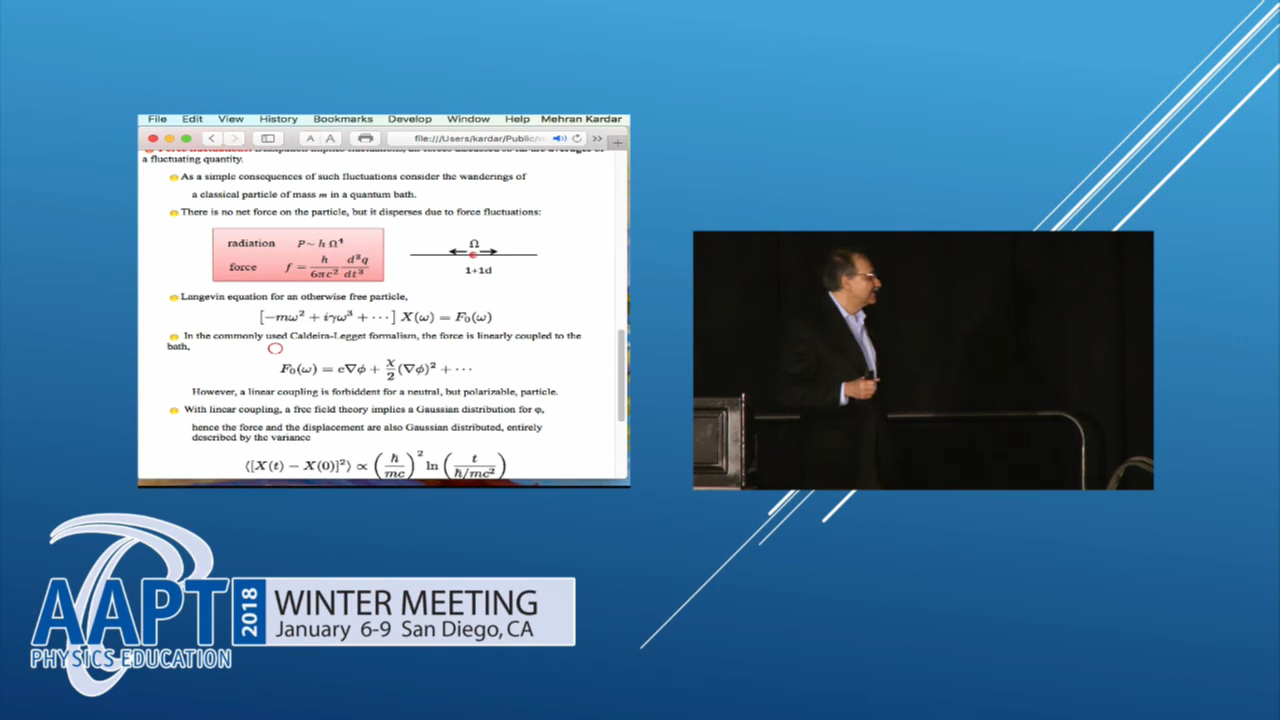 File Edit View History Bookmarks Develop Window Help Mehran Kardar
A A file:///Users/kardar/Public/ >>
a fluctuating quantity.
As a simple consequences of such fluctuations consider the wanderings of
a classical particle of mass m in a quantum bath.
There is no net force on the particle, but it disperses due to force fluctuations:
radiation P ~ ℏ Ω⁴
force f = ℏ/6πc² d³q/dt³
Ω
1+1d
Langevin equation for an otherwise free particle,
[−mω² + iγω³ + ⋯] X(ω) = F₀(ω)
In the commonly used Caldeira-Legget formalism, the force is linearly coupled to the
bath,
F₀(ω) = e∇ϕ + χ/2 (∇ϕ)² + ⋯
However, a linear coupling is forbidden for a neutral, but polarizable, particle.
With linear coupling, a free field theory implies a Gaussian distribution for φ,
hence the force and the displacement are also Gaussian distributed, entirely
described by the variance
⟨[X(t) − X(0)]²⟩ ∝ (ℏ/mc)² ln (t/ℏ/mc²)
AAPT
PHYSICS EDUCATION
2018
WINTER MEETING
January 6-9 San Diego, CA